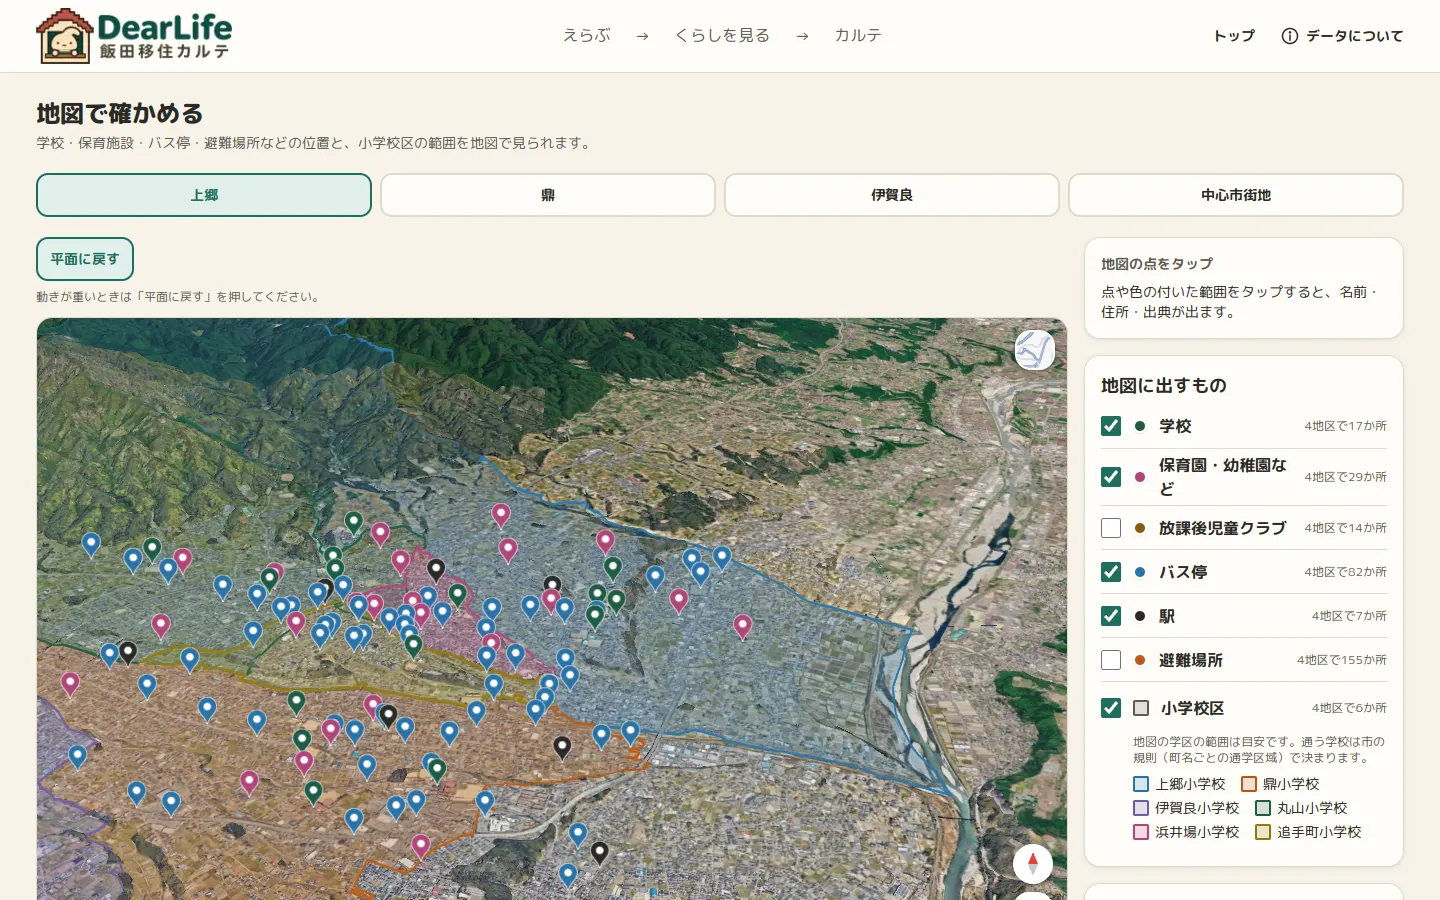 DearLife
飯田移住カルテ
えらぶ → くらしを見る → カルテ
トップ データについて
地図で確かめる
学校・保育施設・バス停・避難場所などの位置と、小学校区の範囲を地図で見られます。
上郷 鼎 伊賀良 中心市街地
平面に戻す
動きが重いときは「平面に戻す」を押してください。
地図の点をタップ
点や色の付いた範囲をタップすると、名前・
住所・出典が出ます。
地図に出すもの
学校 4地区で17か所
保育園・幼稚園な
ど 4地区で29か所
放課後児童クラブ 4地区で14か所
バス停 4地区で82か所
駅 4地区で7か所
避難場所 4地区で155か所
小学校区 4地区で6か所
地図の学区の範囲は目安です。通う学校は市の
規則（町名ごとの通学区域）で決まります。
上郷小学校 鼎小学校
伊賀良小学校 丸山小学校
浜井場小学校 追手町小学校